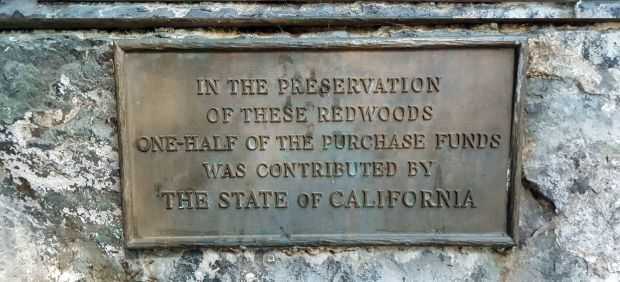 IN THE PRESERVATION
OF THESE REDWOODS
ONE-HALF OF THE PURCHASE FUNDS
WAS CONTRIBUTED BY
THE STATE OF CALIFORNIA